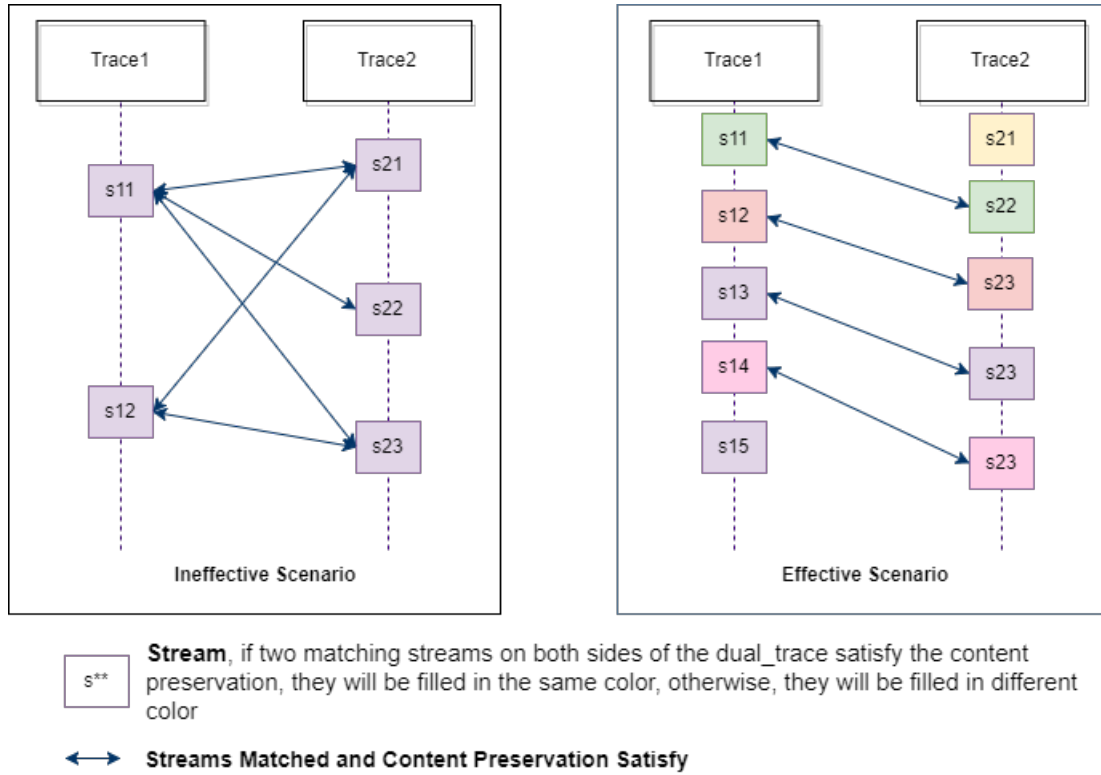 Trace1
Trace2
s11
s21
s22
s12
s23
Ineffective Scenario
Trace1
Trace2
s11
s21
s12
s22
s13
s23
s14
s23
s15
s23
Effective Scenario
s**
Stream, if two matching streams on both sides of the dual_trace satisfy the content
preservation, they will be filled in the same color, otherwise, they will be filled in different
color
Streams Matched and Content Preservation Satisfy